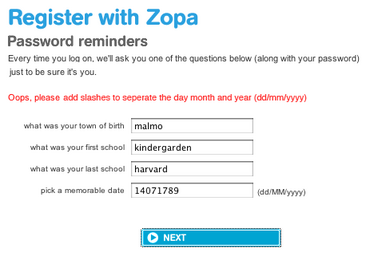 Register with Zopa
Password reminders
Every time you log on, we'll ask you one of the questions below (along with your password)
just to be sure it's you.
Oops, please add slashes to seperate the day month and year (dd/mm/yyyy)
what was your town of birth malmo
what was your first school kindergarden
what was your last school harvard
pick a memorable date 14071789 (dd/MM/yyyy)
NEXT